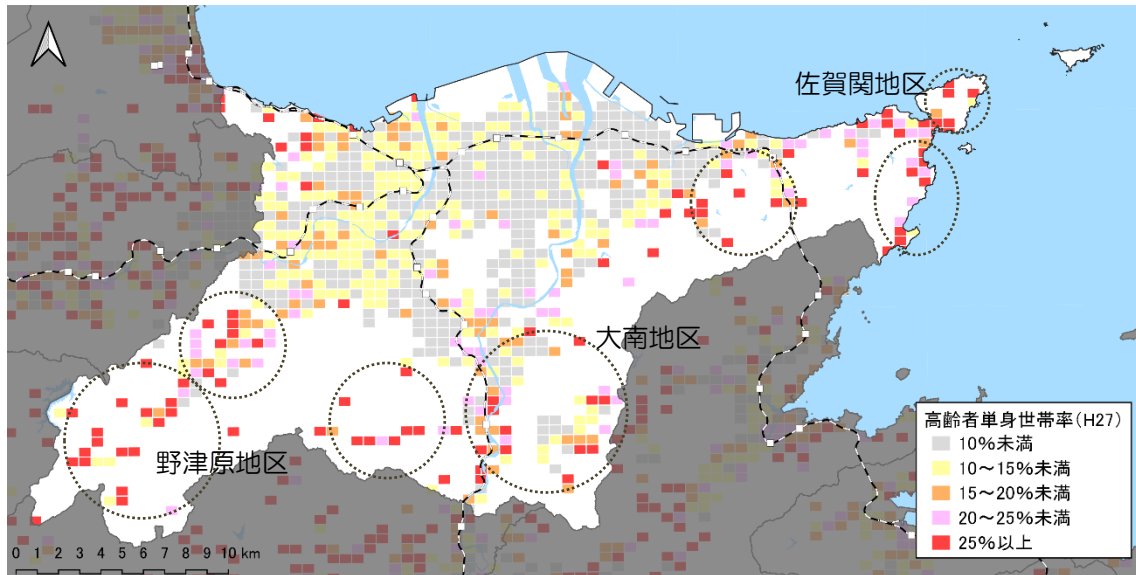 佐賀関地区
大南地区
野津原地区
高齢者単身世帯率(H27)
10%未満
10～15%未満
15～20%未満
20～25%未満
25%以上
0 1 2 3 4 5 6 7 8 9 10 km